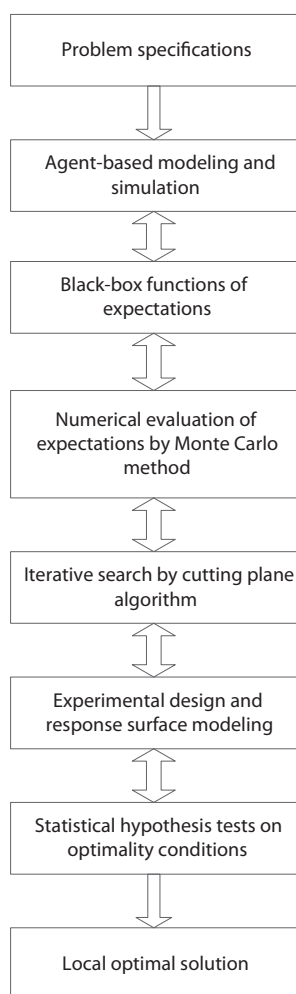 Problem specifications
Agent-based modeling and
simulation
Black-box functions of
expectations
Numerical evaluation of
expectations by Monte Carlo
method
Iterative search by cutting plane
algorithm
Experimental design and
response surface modeling
Statistical hypothesis tests on
optimality conditions
Local optimal solution